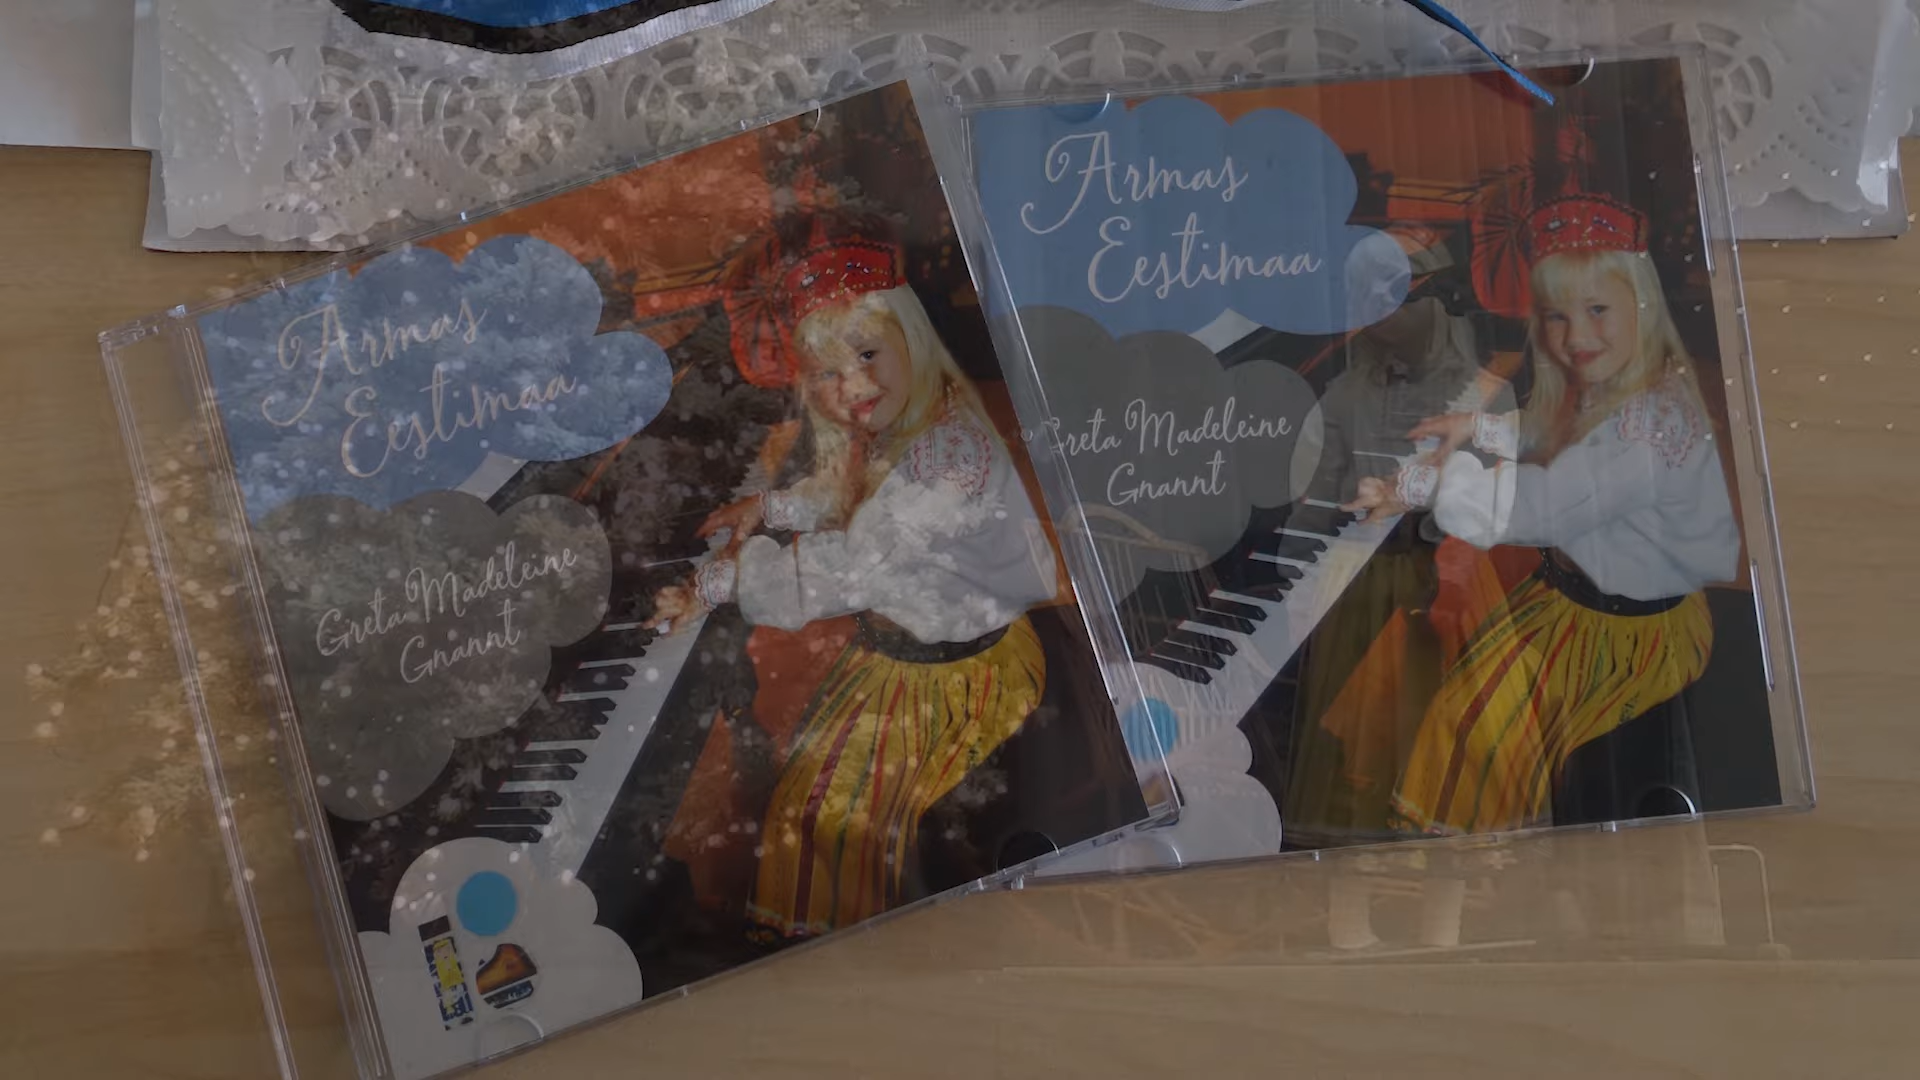 Armas
Eestimaa
Greta Madeleine
Gnannt
Armas
Eestimaa
Greta Madeleine
Gnannt